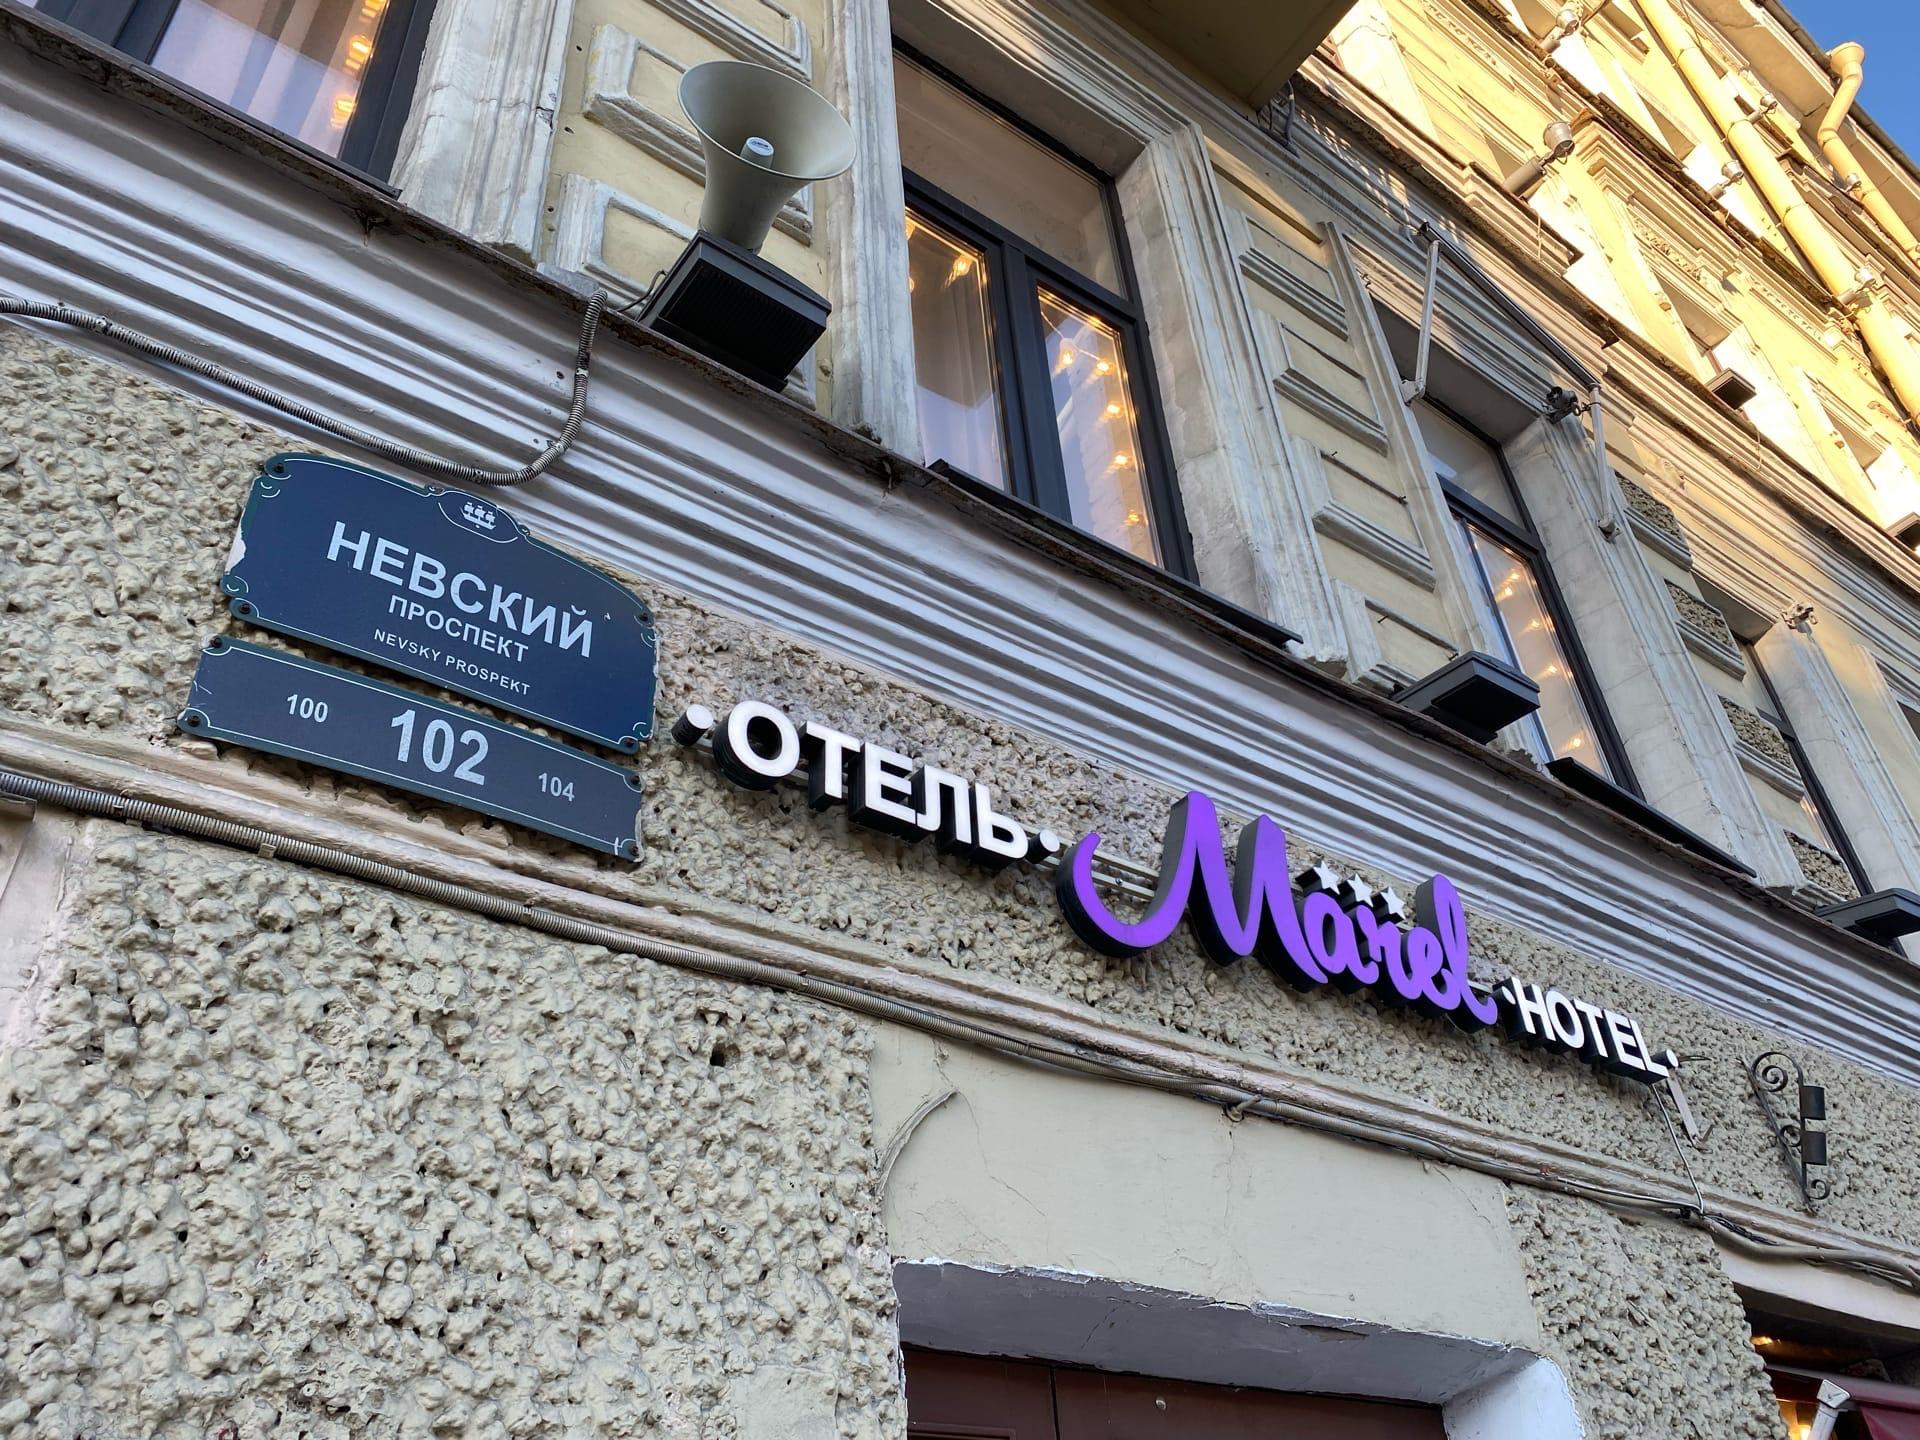 НЕВСКИЙ
ПРОСПЕКТ
NEVSKY PROSPEKT
100 102 104
·ОТЕЛЬ· Marel ·HOTEL·